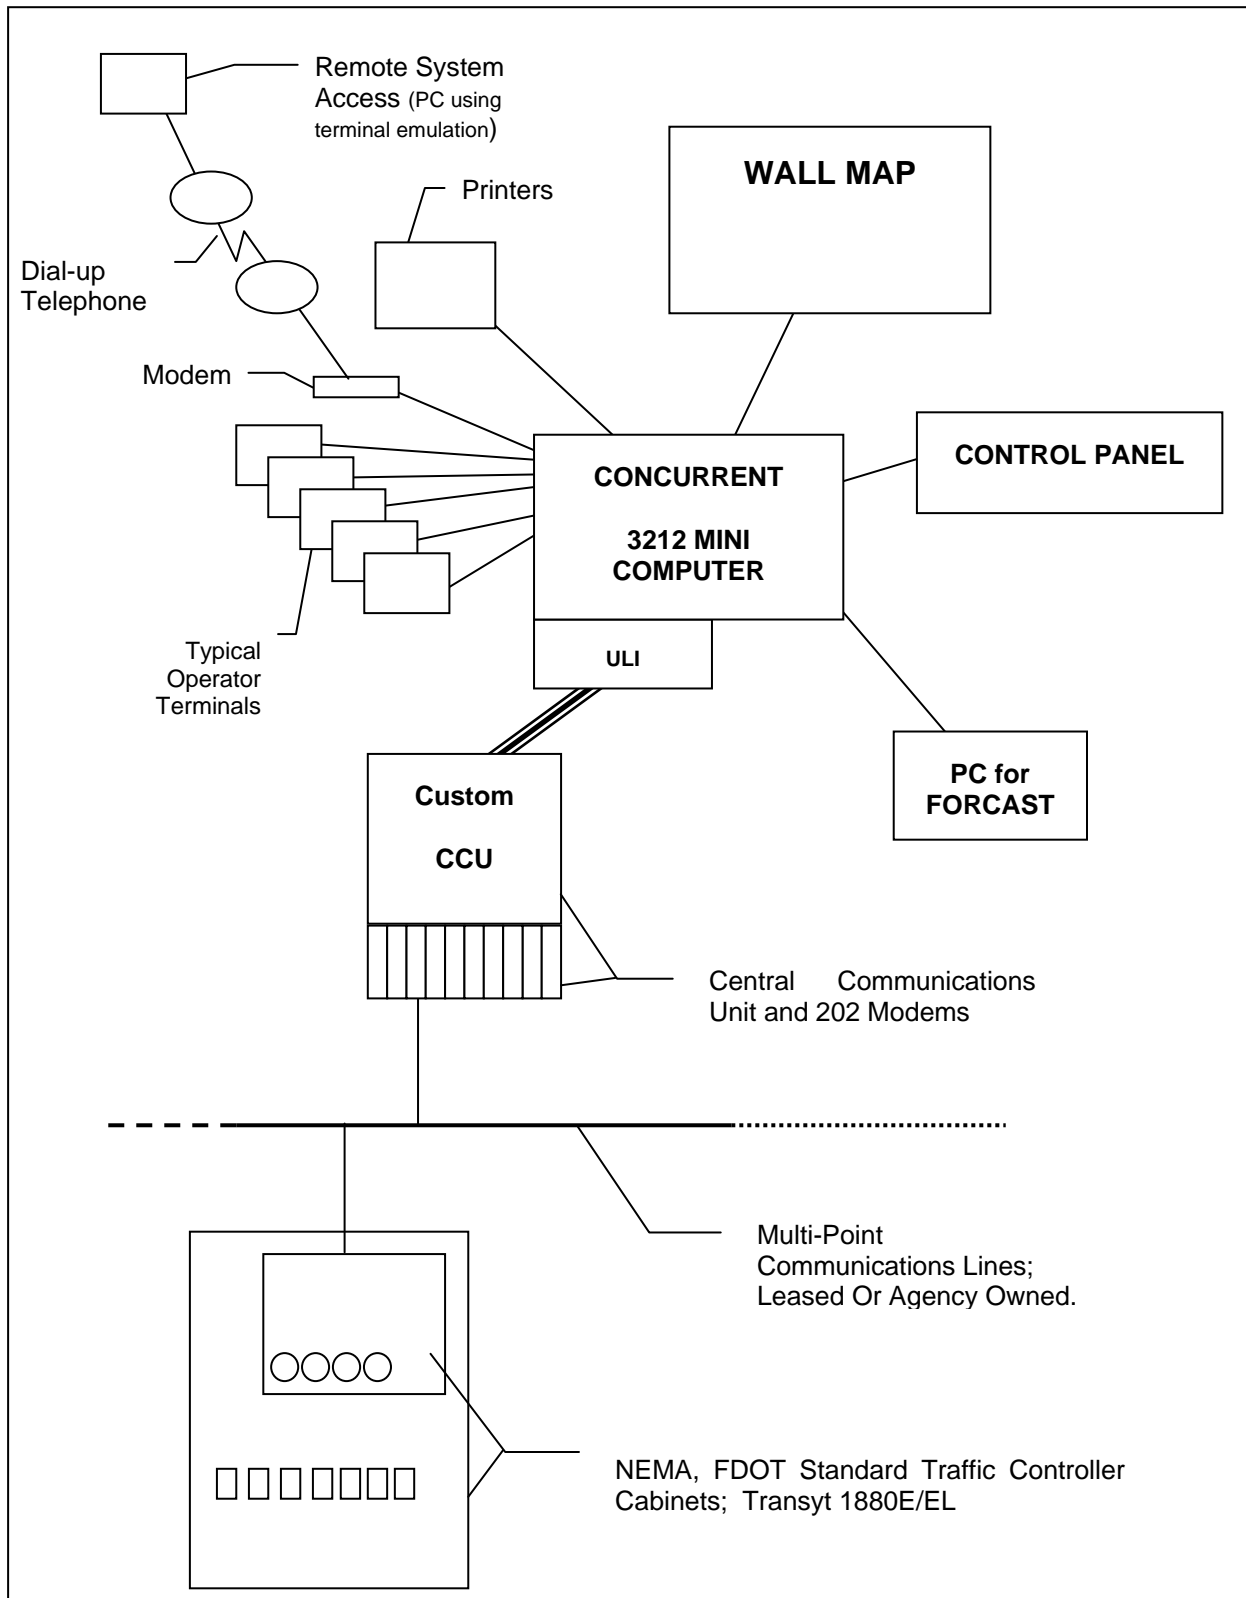 Remote System
Access (PC using
terminal emulation)
WALL MAP
Printers
Dial-up
Telephone
Modem
CONTROL PANEL
CONCURRENT
3212 MINI
COMPUTER
Typical
Operator
Terminals
ULI
PC for
FORCAST
Custom
CCU
Central Communications
Unit and 202 Modems
Multi-Point
Communications Lines;
Leased Or Agency Owned.
NEMA, FDOT Standard Traffic Controller
Cabinets; Transyt 1880E/EL